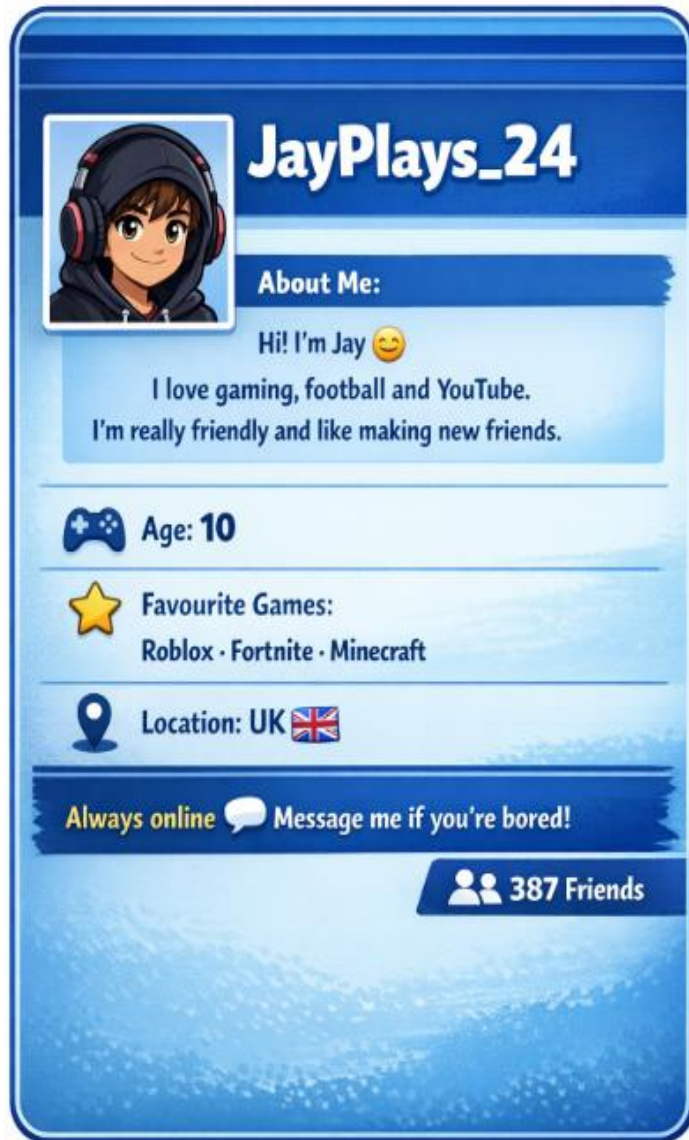 JayPlays_24
About Me:
Hi! I'm Jay 😊
I love gaming, football and YouTube.
I'm really friendly and like making new friends.
Age: 10
Favourite Games:
Roblox · Fortnite · Minecraft
Location: UK 🇬🇧
Always online 💬 Message me if you're bored!
387 Friends